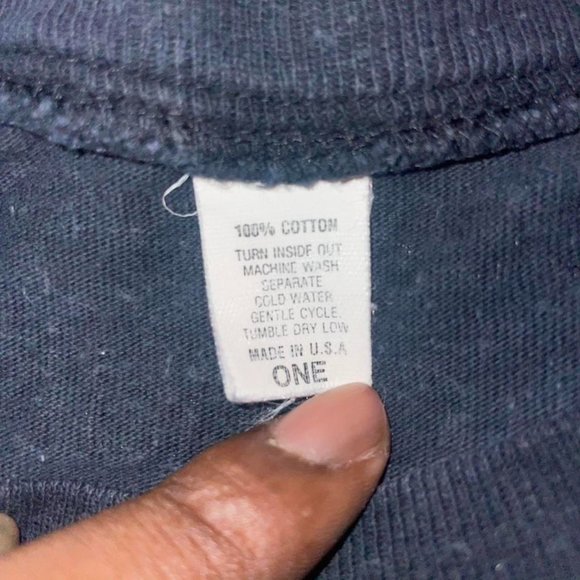 100% COTTON
TURN INSIDE OUT
MACHINE WASH
SEPARATE
COLD WATER
GENTLE CYCLE.
TUMBLE DRY LOW
MADE IN U.S.A
ONE